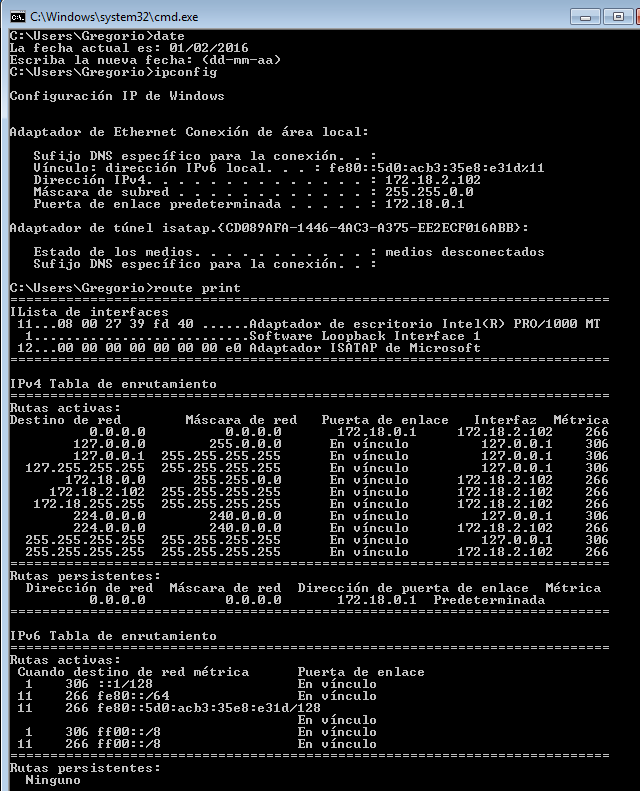 C:\Windows\system32\cmd.exe
C:\Users\Gregorio>date
La fecha actual es: 01/02/2016
Escriba la nueva fecha: (dd-mm-aa)
C:\Users\Gregorio>ipconfig
Configuración IP de Windows
Adaptador de Ethernet Conexión de área local:
Sufijo DNS específico para la conexión. . :
Vínculo: dirección IPv6 local. . . : fe80::5d0:acb3:35e8:e31d%11
Dirección IPv4. . . . . . . . . . . . . . : 172.18.2.102
Máscara de subred . . . . . . . . . . . . : 255.255.0.0
Puerta de enlace predeterminada . . . . . : 172.18.0.1
Adaptador de túnel isatap.{CD089AFA-1446-4AC3-A375-EE2ECF016ABB}:
Estado de los medios. . . . . . . . . . . : medios desconectados
Sufijo DNS específico para la conexión. . :
C:\Users\Gregorio>route print
===========================================================================
ILista de interfaces
11...08 00 27 39 fd 40 ......Adaptador de escritorio Intel(R) PRO/1000 MT
1...........................Software Loopback Interface 1
12...00 00 00 00 00 00 00 e0 Adaptador ISATAP de Microsoft
===========================================================================
IPv4 Tabla de enrutamiento
===========================================================================
Rutas activas:
Destino de red Máscara de red Puerta de enlace Interfaz Métrica
0.0.0.0 0.0.0.0 172.18.0.1 172.18.2.102 266
127.0.0.0 255.0.0.0 En vínculo 127.0.0.1 306
127.0.0.1 255.255.255.255 En vínculo 127.0.0.1 306
127.255.255.255 255.255.255.255 En vínculo 127.0.0.1 306
172.18.0.0 255.255.0.0 En vínculo 172.18.2.102 266
172.18.2.102 255.255.255.255 En vínculo 172.18.2.102 266
172.18.255.255 255.255.255.255 En vínculo 172.18.2.102 266
224.0.0.0 240.0.0.0 En vínculo 127.0.0.1 306
224.0.0.0 240.0.0.0 En vínculo 172.18.2.102 266
255.255.255.255 255.255.255.255 En vínculo 127.0.0.1 306
255.255.255.255 255.255.255.255 En vínculo 172.18.2.102 266
===========================================================================
Rutas persistentes:
Dirección de red Máscara de red Dirección de puerta de enlace Métrica
0.0.0.0 0.0.0.0 172.18.0.1 Predeterminada
===========================================================================
IPv6 Tabla de enrutamiento
===========================================================================
Rutas activas:
Cuando destino de red métrica Puerta de enlace
1 306 ::1/128 En vínculo
11 266 fe80::/64 En vínculo
11 266 fe80::5d0:acb3:35e8:e31d/128
En vínculo
1 306 ff00::/8 En vínculo
11 266 ff00::/8 En vínculo
===========================================================================
Rutas persistentes:
Ninguno